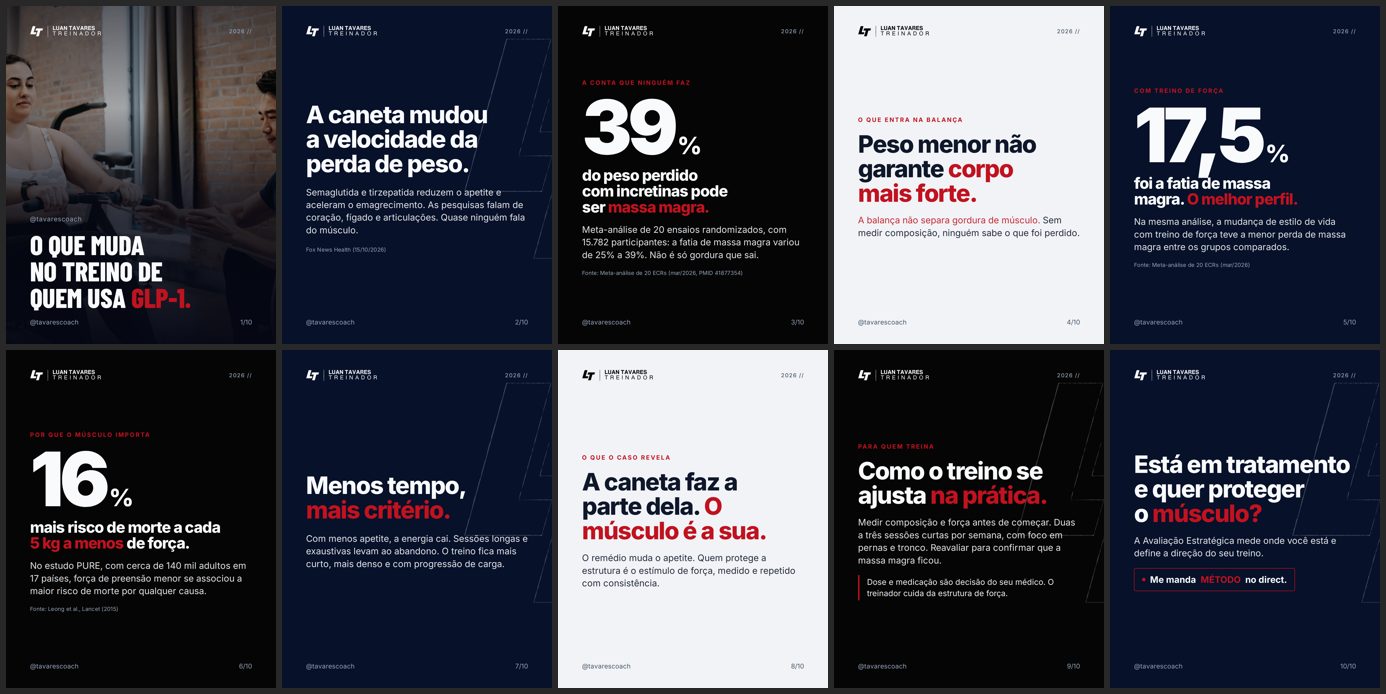 LT LUAN TAVARES
TREINADOR
2026 //
@tavarescoach
O QUE MUDA
NO TREINO DE
QUEM USA GLP-1.
1/10
LT LUAN TAVARES
TREINADOR
2026 //
A caneta mudou
a velocidade da
perda de peso.
Semaglutida e tirzepatida reduzem o apetite e
aceleram o emagrecimento. As pesquisas falam de
coração, fígado e articulações. Quase ninguém fala
do músculo.
Fox News Health (15/10/2026)
@tavarescoach
2/10
LT LUAN TAVARES
TREINADOR
2026 //
A CONTA QUE NINGUÉM FAZ
39%
do peso perdido
com incretinas pode
ser massa magra.
Meta-análise de 20 ensaios randomizados, com
15.782 participantes: a fatia de massa magra variou
de 25% a 39%. Não é só gordura que sai.
Fonte: Meta-análise de 20 ECRs (mar/2026, PMID 41877354)
@tavarescoach
3/10
LT LUAN TAVARES
TREINADOR
2026 //
O QUE ENTRA NA BALANÇA
Peso menor não
garante corpo
mais forte.
A balança não separa gordura de músculo. Sem
medir composição, ninguém sabe o que foi perdido.
@tavarescoach
4/10
LT LUAN TAVARES
TREINADOR
2026 //
COM TREINO DE FORÇA
17,5%
foi a fatia de massa
magra. O melhor perfil.
Na mesma análise, a mudança de estilo de vida
com treino de força teve a menor perda de massa
magra entre os grupos comparados.
Fonte: Meta-análise de 20 ECRs (mar/2026)
@tavarescoach
5/10
LT LUAN TAVARES
TREINADOR
2026 //
POR QUE O MÚSCULO IMPORTA
16%
mais risco de morte a cada
5 kg a menos de força.
No estudo PURE, com cerca de 140 mil adultos em
17 países, força de preensão menor se associou a
maior risco de morte por qualquer causa.
Fonte: Leong et al., Lancet (2015)
@tavarescoach
6/10
LT LUAN TAVARES
TREINADOR
2026 //
Menos tempo,
mais critério.
Com menos apetite, a energia cai. Sessões longas e
exaustivas levam ao abandono. O treino fica mais
curto, mais denso e com progressão de carga.
@tavarescoach
7/10
LT LUAN TAVARES
TREINADOR
2026 //
O QUE O CASO REVELA
A caneta faz a
parte dela. O
músculo é a sua.
O remédio muda o apetite. Quem protege a
estrutura é o estímulo de força, medido e repetido
com consistência.
@tavarescoach
8/10
LT LUAN TAVARES
TREINADOR
2026 //
PARA QUEM TREINA
Como o treino se
ajusta na prática.
Medir composição e força antes de começar. Duas
a três sessões curtas por semana, com foco em
pernas e tronco. Reavaliar para confirmar que a
massa magra ficou.
Dose e medicação são decisão do seu médico. O
treinador cuida da estrutura de força.
@tavarescoach
9/10
LT LUAN TAVARES
TREINADOR
2026 //
Está em tratamento
e quer proteger
o músculo?
A Avaliação Estratégica mede onde você está e
define a direção do seu treino.
• Me manda MÉTODO no direct.
@tavarescoach
10/10